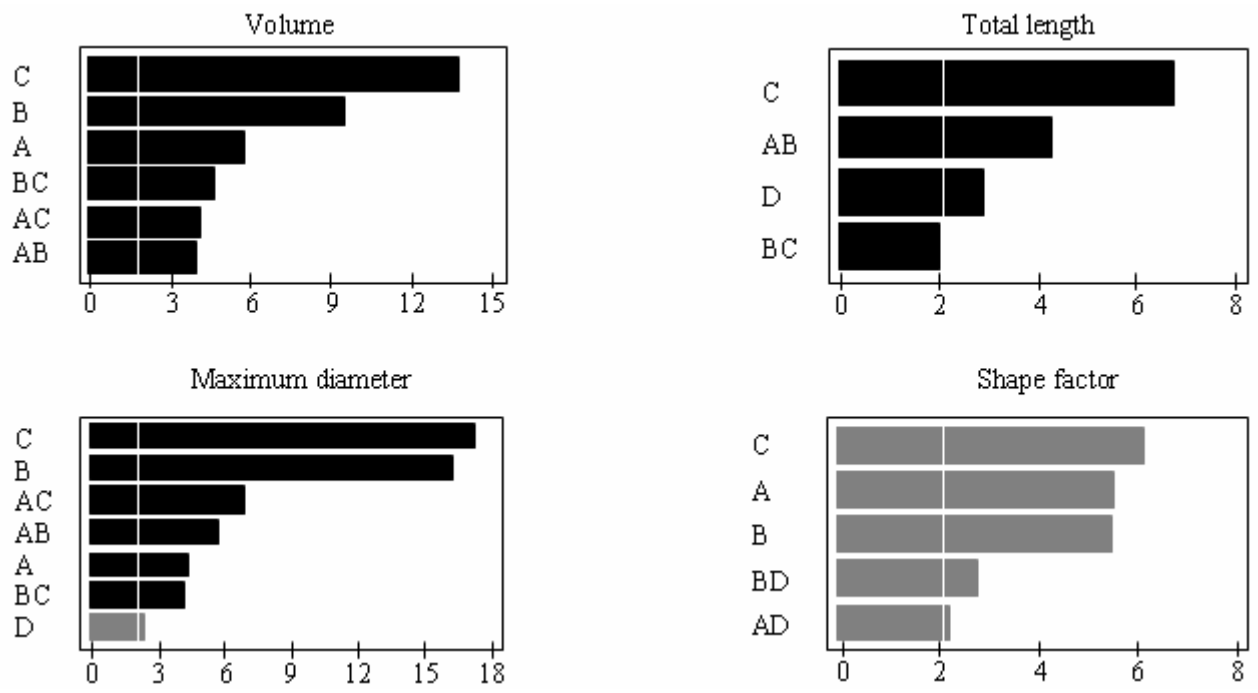 Volume
C
B
A
BC
AC
AB
0 3 6 9 12 15
Total length
C
AB
D
BC
0 2 4 6 8
Maximum diameter
C
B
AC
AB
A
BC
D
0 3 6 9 12 15 18
Shape factor
C
A
B
BD
AD
0 2 4 6 8